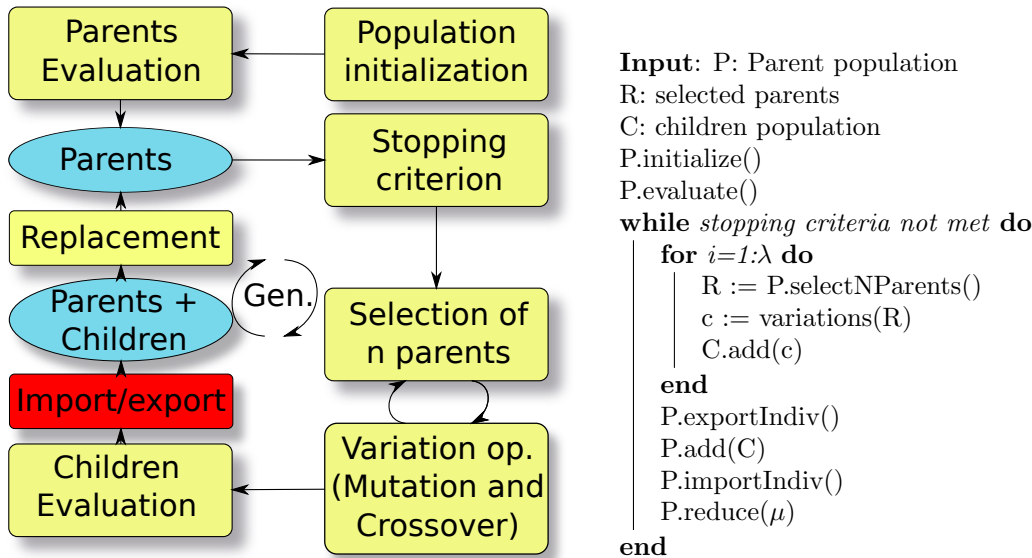 Parents
Evaluation
Population
initialization
Parents
Stopping
criterion
Replacement
Parents +
Children
Gen.
Selection of
n parents
Import/export
Children
Evaluation
Variation op.
(Mutation and
Crossover)
Input: P: Parent population
R: selected parents
C: children population
P.initialize()
P.evaluate()
while stopping criteria not met do
for i=1:λ do
R := P.selectNParents()
c := variations(R)
C.add(c)
end
P.exportIndiv()
P.add(C)
P.importIndiv()
P.reduce(μ)
end